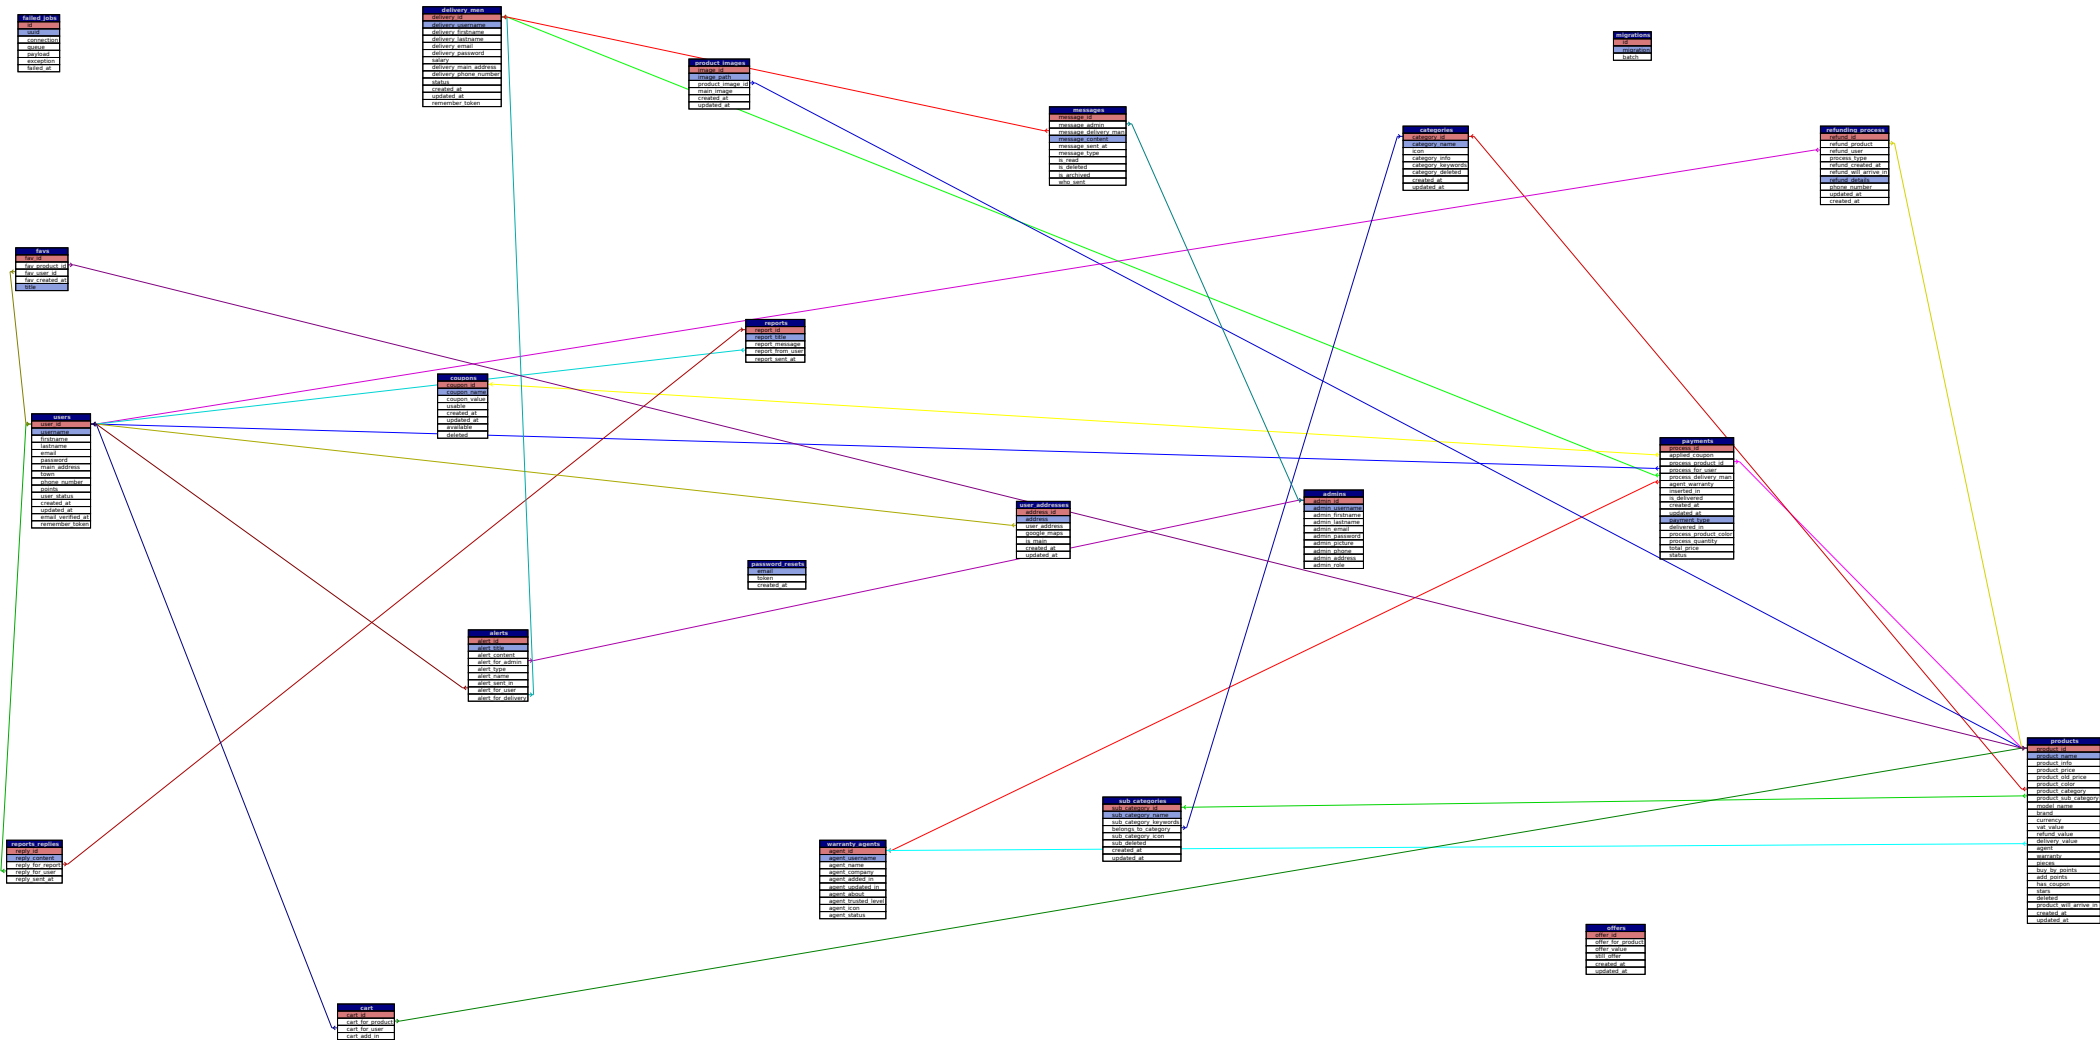 failed_jobs
id
uuid
connection
queue
payload
exception
failed_at
delivery_men
delivery_id
delivery_username
delivery_firstname
delivery_lastname
delivery_email
delivery_password
salary
delivery_main_address
delivery_phone_number
status
created_at
updated_at
remember_token
product_images
image_id
image_path
product_image_id
main_image
created_at
updated_at
migrations
id
migration
batch
messages
message_id
message_admin
message_delivery_man
message_content
message_sent_at
message_type
is_read
is_deleted
is_archived
who_sent
categories
category_id
category_name
icon
category_info
category_keywords
category_deleted
created_at
updated_at
refunding_process
refund_id
refund_product
refund_user
process_type
refund_created_at
refund_will_arrive_in
refund_details
phone_number
updated_at
created_at
favs
fav_id
fav_product_id
fav_user_id
fav_created_at
title
reports
report_id
report_title
report_message
report_from_user
report_sent_at
coupons
coupon_id
coupon_name
coupon_value
usable
created_at
updated_at
available
deleted
users
user_id
username
firstname
lastname
email
password
main_address
town
phone_number
points
user_status
created_at
updated_at
email_verified_at
remember_token
payments
process_id
applied_coupon
process_product_id
process_for_user
process_delivery_man
agent_warranty
inserted_in
is_delivered
created_at
updated_at
payment_type
delivered_in
process_product_color
process_quantity
total_price
status
user_addresses
address_id
address
user_address
google_maps
is_main
created_at
updated_at
admins
admin_id
admin_username
admin_firstname
admin_lastname
admin_email
admin_password
admin_picture
admin_phone
admin_address
admin_role
password_resets
email
token
created_at
alerts
alert_id
alert_title
alert_content
alert_for_admin
alert_type
alert_name
alert_sent_in
alert_for_user
alert_for_delivery
products
product_id
product_name
product_info
product_price
product_old_price
product_color
product_category
product_sub_category
model_name
brand
currency
vat_value
refund_value
delivery_value
agent
warranty
pieces
buy_by_points
add_points
has_coupon
stars
deleted
product_will_arrive_in
created_at
updated_at
sub_categories
sub_category_id
sub_category_name
sub_category_keywords
belongs_to_category
sub_category_icon
sub_deleted
created_at
updated_at
reports_replies
reply_id
reply_content
reply_for_report
reply_for_user
reply_sent_at
warranty_agents
agent_id
agent_username
agent_name
agent_company
agent_added_in
agent_updated_in
agent_about
agent_trusted_level
agent_icon
agent_status
offers
offer_id
offer_for_product
offer_value
still_offer
created_at
updated_at
cart
cart_id
cart_for_product
cart_for_user
cart_add_in